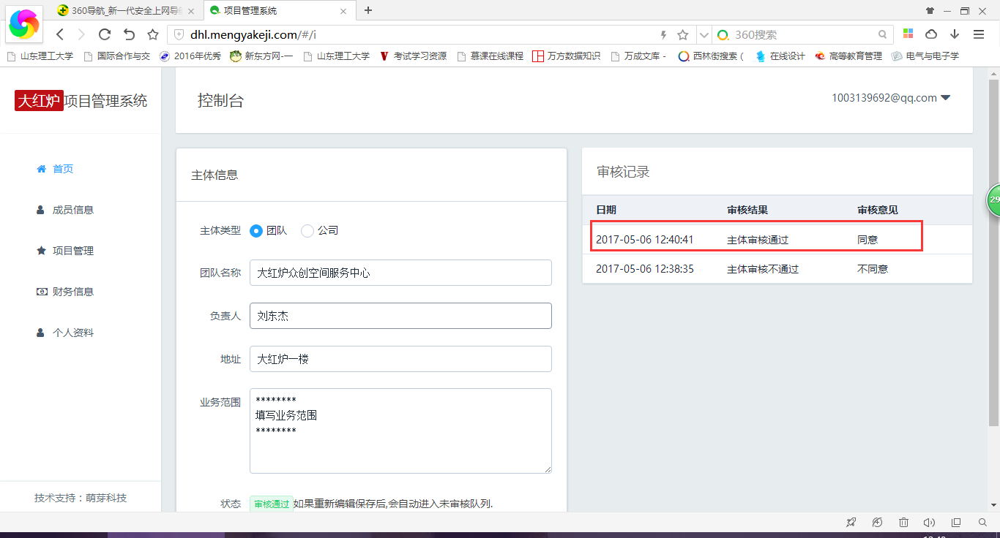 360导航_新一代安全上网导航
项目管理系统
dhl.mengyakeji.com/#/i
360搜索
山东理工大学 国际合作与交 2016年优秀 新东方网-一 山东理工大学 考试学习资源 慕课在线课程 万方数据知识 万成文库 - 西林街搜索 ( 在线设计 高等教育管理 电气与电子学
大红炉项目管理系统
首页
成员信息
项目管理
财务信息
个人资料
技术支持：萌芽科技
控制台
1003139692@qq.com
主体信息
主体类型 团队 公司
团队名称 大红炉众创空间服务中心
负责人 刘东杰
地址 大红炉一楼
业务范围 ********
填写业务范围
********
状态 审核通过如果重新编辑保存后,会自动进入未审核队列.
审核记录
日期 审核结果 审核意见
2017-05-06 12:40:41 主体审核通过 同意
2017-05-06 12:38:35 主体审核不通过 不同意
29